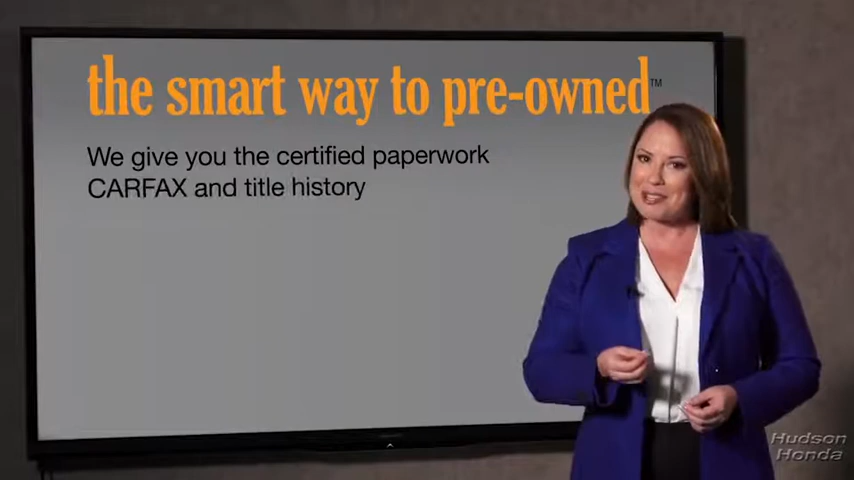 the smart way to pre-owned™
We give you the certified paperwork
CARFAX and title history
Hudson
Honda